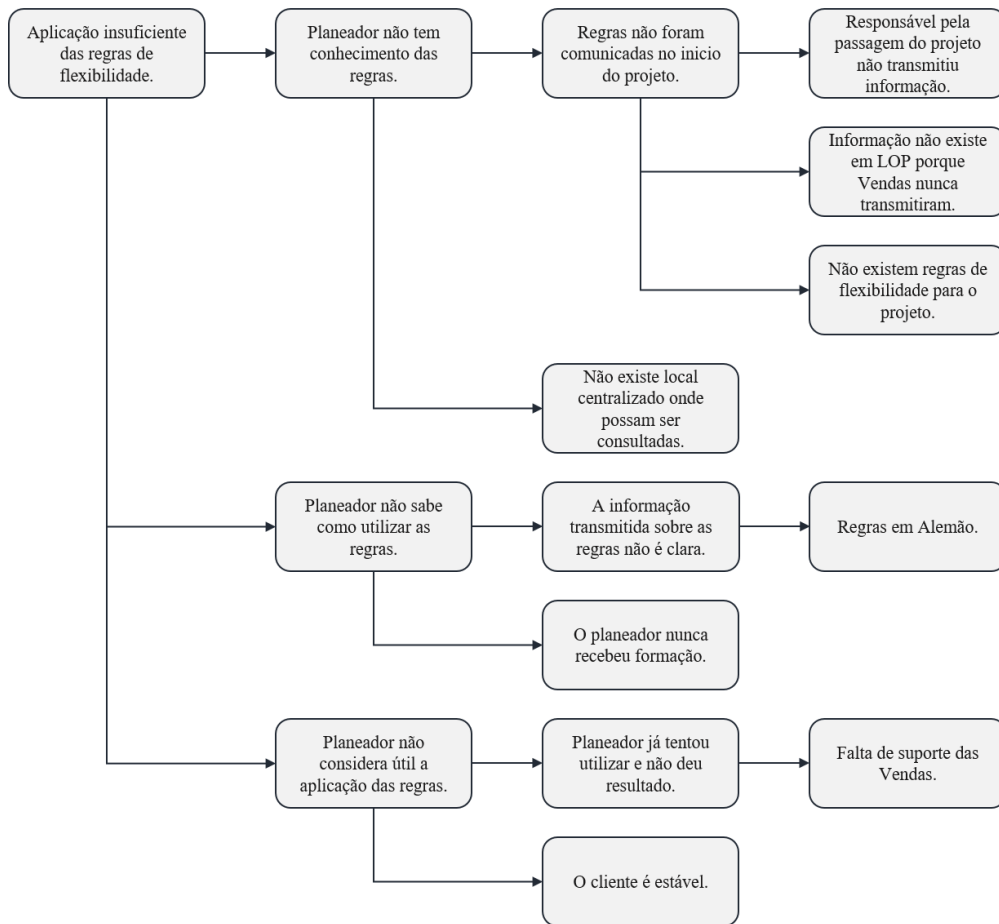 Aplicação insuficiente
das regras de
flexibilidade.
Planeador não tem
conhecimento das
regras.
Regras não foram
comunicadas no inicio
do projeto.
Responsável pela
passagem do projeto
não transmitiu
informação.
Informação não existe
em LOP porque
Vendas nunca
transmitiram.
Não existem regras de
flexibilidade para o
projeto.
Não existe local
centralizado onde
possam ser
consultadas.
Planeador não sabe
como utilizar as
regras.
A informação
transmitida sobre as
regras não é clara.
Regras em Alemão.
O planeador nunca
recebeu formação.
Planeador não
considera útil a
aplicação das regras.
Planeador já tentou
utilizar e não deu
resultado.
Falta de suporte das
Vendas.
O cliente é estável.